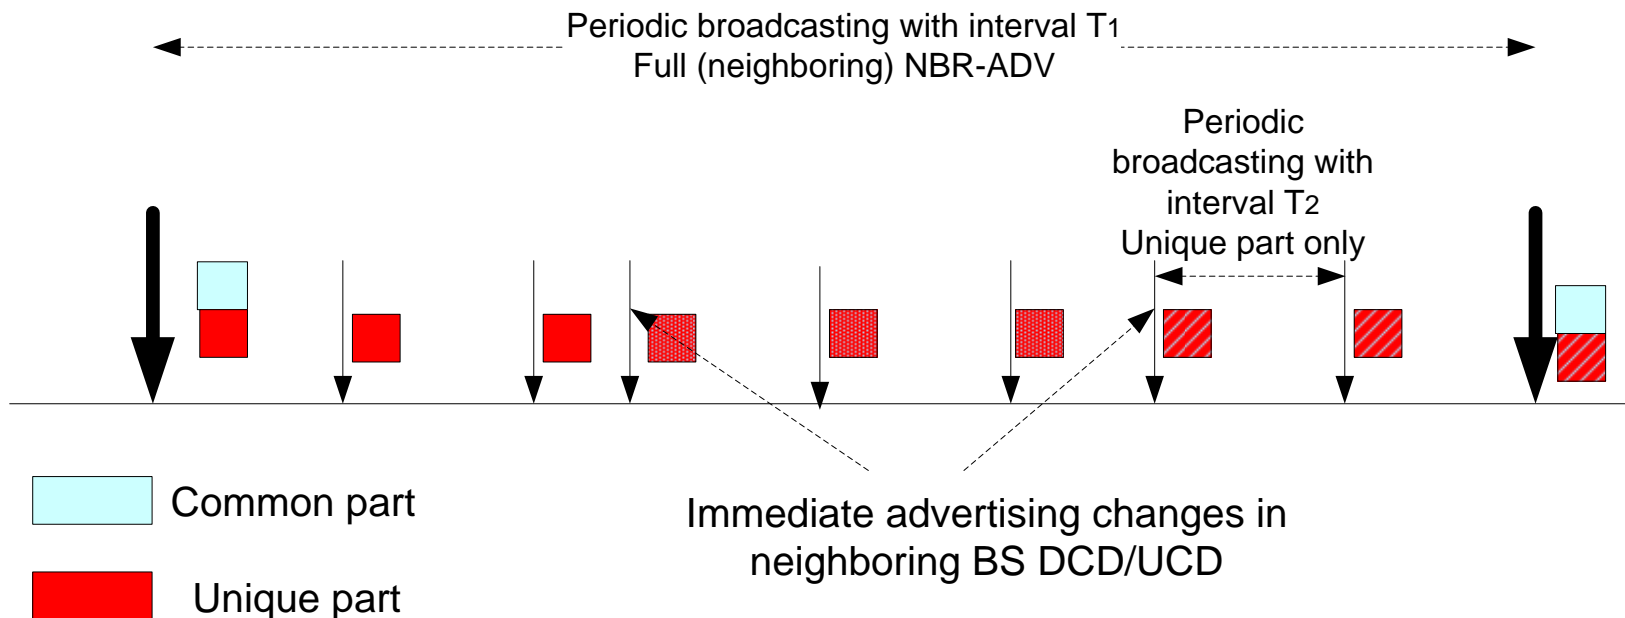 Periodic broadcasting with interval T1
Full (neighboring) NBR-ADV
Periodic
broadcasting with
interval T2
Unique part only
Common part
Immediate advertising changes in
neighboring BS DCD/UCD
Unique part